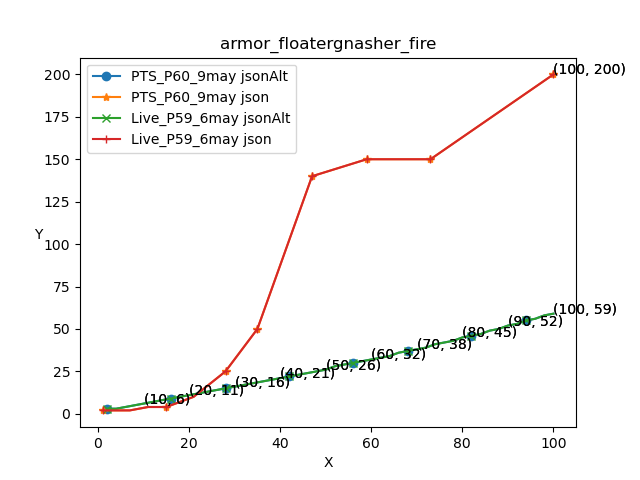 armor_floatergnasher_fire
PTS_P60_9may jsonAlt
PTS_P60_9may json
Live_P59_6may jsonAlt
Live_P59_6may json
(100, 200)
(100, 59)
(90, 52)
(80, 45)
(70, 38)
(60, 32)
(50, 26)
(40, 21)
(30, 16)
(20, 11)
(10, 6)
200
175
150
125
100
75
50
25
0
Y
0 20 40 60 80 100
X